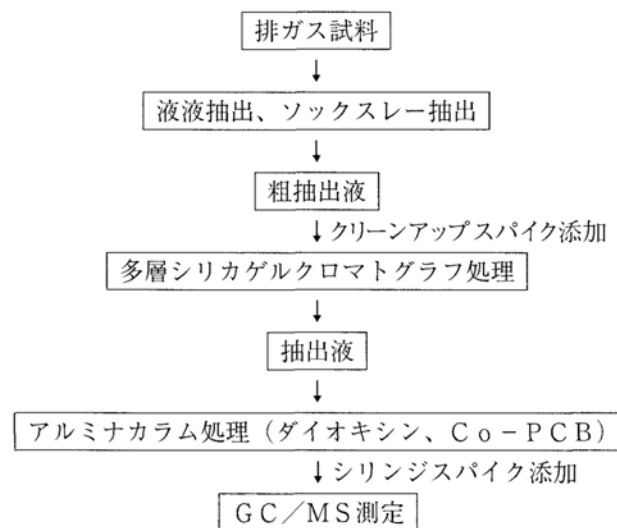 排ガス試料
液液抽出、ソックスレー抽出
粗抽出液
クリーンアップスパイク添加
多層シリカゲルクロマトグラフ処理
抽出液
アルミナカラム処理（ダイオキシン、Ｃｏ－ＰＣＢ）
シリンジスパイク添加
ＧＣ／ＭＳ測定